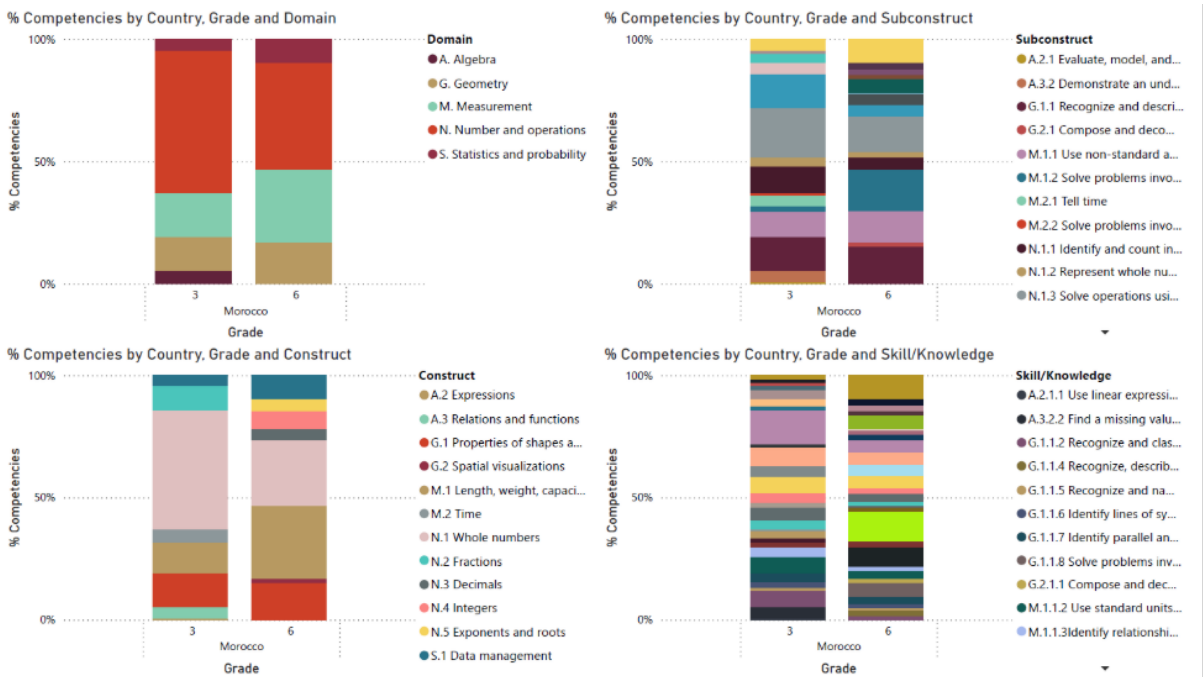 % Competencies by Country, Grade and Domain
100%
50%
0%
% Competencies
3
6
Morocco
Grade
Domain
A. Algebra
G. Geometry
M. Measurement
N. Number and operations
S. Statistics and probability
% Competencies by Country, Grade and Subconstruct
100%
50%
0%
% Competencies
3
6
Morocco
Grade
Subconstruct
A.2.1 Evaluate, model, and...
A.3.2 Demonstrate an und...
G.1.1 Recognize and descri...
G.2.1 Compose and deco...
M.1.1 Use non-standard a...
M.1.2 Solve problems invo...
M.2.1 Tell time
M.2.2 Solve problems invo...
N.1.1 Identify and count in...
N.1.2 Represent whole nu...
N.1.3 Solve operations usi...
% Competencies by Country, Grade and Construct
100%
50%
0%
% Competencies
3
6
Morocco
Grade
Construct
A.2 Expressions
A.3 Relations and functions
G.1 Properties of shapes a...
G.2 Spatial visualizations
M.1 Length, weight, capaci...
M.2 Time
N.1 Whole numbers
N.2 Fractions
N.3 Decimals
N.4 Integers
N.5 Exponents and roots
S.1 Data management
% Competencies by Country, Grade and Skill/Knowledge
100%
50%
0%
% Competencies
3
6
Morocco
Grade
Skill/Knowledge
A.2.1.1 Use linear expressi...
A.3.2.2 Find a missing valu...
G.1.1.2 Recognize and clas...
G.1.1.4 Recognize, describ...
G.1.1.5 Recognize and na...
G.1.1.6 Identify lines of sy...
G.1.1.7 Identify parallel an...
G.1.1.8 Solve problems inv...
G.2.1.1 Compose and dec...
M.1.1.2 Use standard units...
M.1.1.3Identify relationshi...